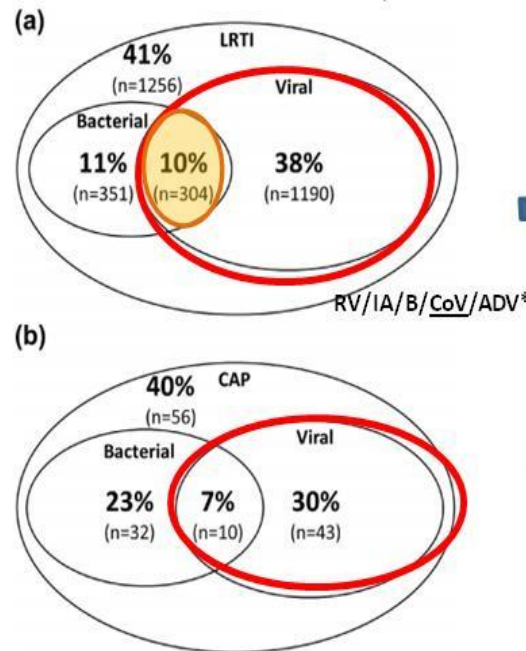 (a)
LRTI
41%
(n=1256)
Viral
Bacterial
11% 10% 38%
(n=351) (n=304) (n=1190)
RV/IA/B/CoV/ADV*
(b)
CAP
40%
(n=56)
Viral
Bacterial
23% 7% 30%
(n=32) (n=10) (n=43)